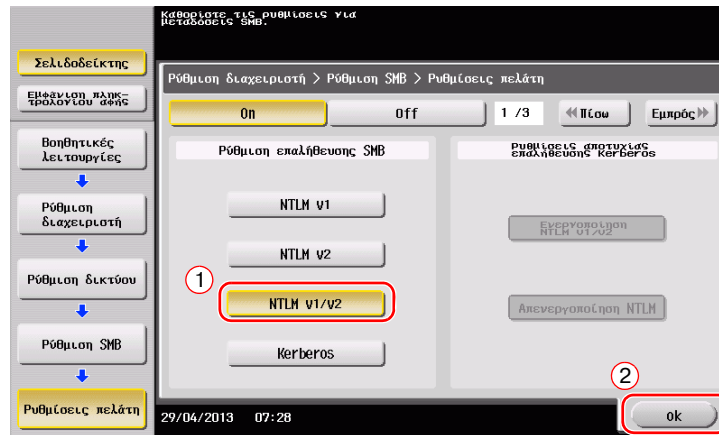 Καθορίστε τις ρυθμίσεις για
μεταδόσεις SMB.
Σελιδοδείκτης
Εμφάνιση πληκ-
τρολογίου αφής
Βοηθητικές
λειτουργίες
Ρύθμιση
διαχειριστή
Ρύθμιση δικτύου
Ρύθμιση SMB
Ρυθμίσεις πελάτη
Ρύθμιση διαχειριστή > Ρύθμιση SMB > Ρυθμίσεις πελάτη
On
Off
1 /3
Πίσω
Εμπρός
Ρύθμιση επαλήθευσης SMB
NTLM v1
NTLM v2
1
NTLM v1/v2
Kerberos
Ρυθμίσεις αποτυχίας
επαλήθευσης Kerberos
Ενεργοποίηση
NTLM v1/v2
Απενεργοποίηση NTLM
2
ok
29/04/2013 07:28